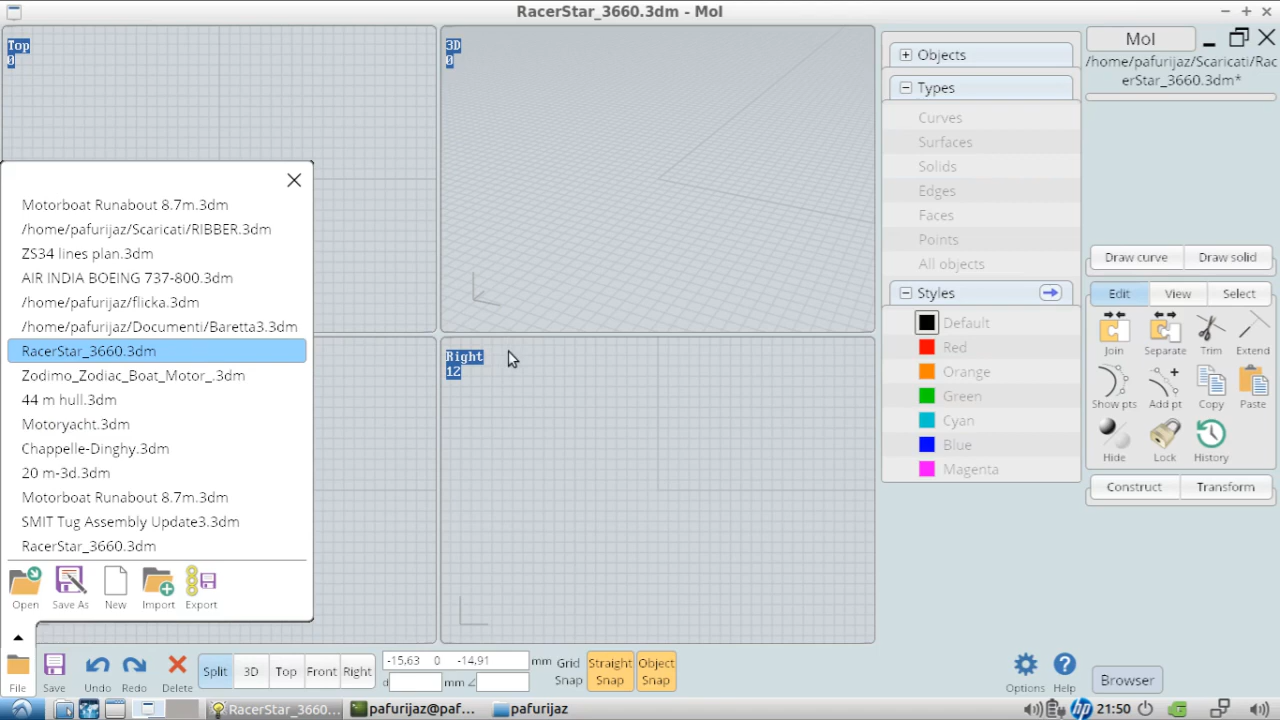 RacerStar_3660.3dm - MoI
Top
0
3D
0
Right
12
Motorboat Runabout 8.7m.3dm
/home/pafurijaz/Scaricati/RIBBER.3dm
ZS34 lines plan.3dm
AIR INDIA BOEING 737-800.3dm
/home/pafurijaz/flicka.3dm
/home/pafurijaz/Documenti/Baretta3.3dm
RacerStar_3660.3dm
Zodimo_Zodiac_Boat_Motor_.3dm
44 m hull.3dm
Motoryacht.3dm
Chappelle-Dinghy.3dm
20 m-3d.3dm
Motorboat Runabout 8.7m.3dm
SMIT Tug Assembly Update3.3dm
RacerStar_3660.3dm
Open Save As New Import Export
Objects
Types
Curves
Surfaces
Solids
Edges
Faces
Points
All objects
Styles
Default
Red
Orange
Green
Cyan
Blue
Magenta
MoI
/home/pafurijaz/Scaricati/Rac
erStar_3660.3dm*
Draw curve Draw solid
Edit View Select
Join Separate Trim Extend
Show pts Add pt Copy Paste
Hide Lock History
Construct Transform
File Save Undo Redo Delete
Split 3D Top Front Right
-15.63 0 -14.91 mm
d mm ∠
Grid
Snap
Straight
Snap
Object
Snap
Options Help
Browser
RacerStar_3660.... pafurijaz@paf... pafurijaz
hp 21:50